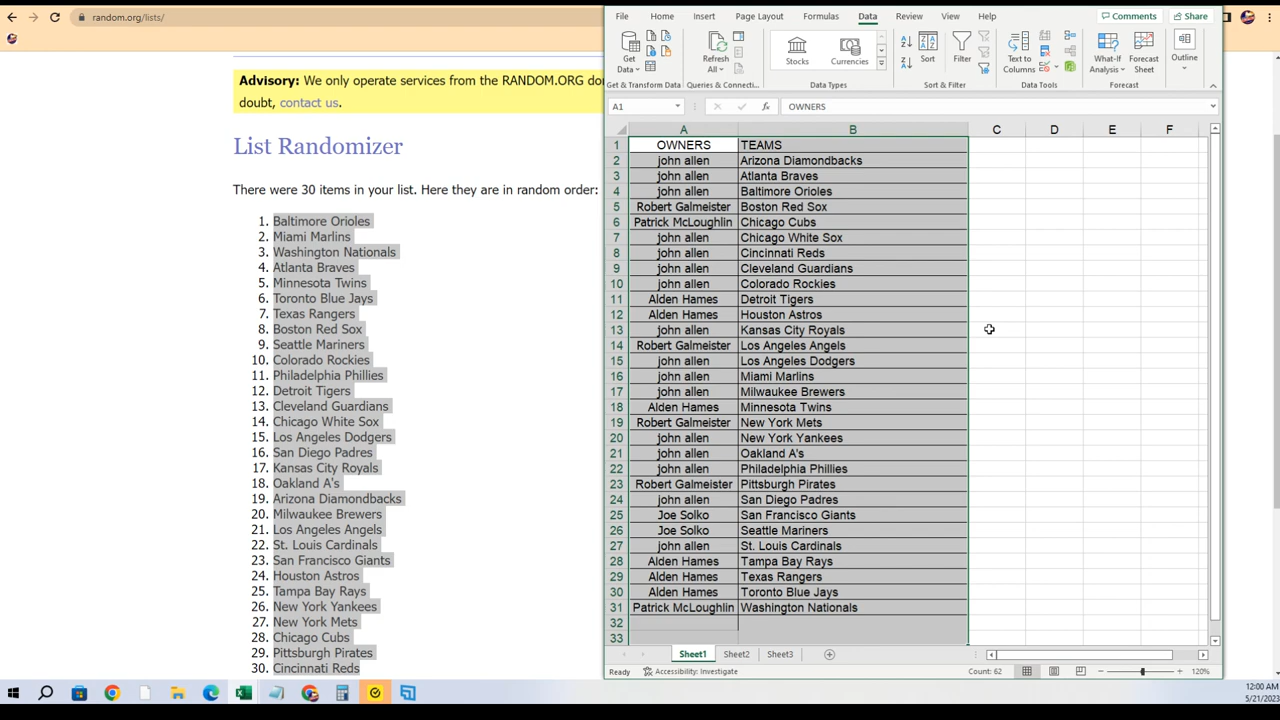 random.org/lists/
Advisory: We only operate services from the RANDOM.ORG do
doubt, contact us.
List Randomizer
There were 30 items in your list. Here they are in random order:
1. Baltimore Orioles
2. Miami Marlins
3. Washington Nationals
4. Atlanta Braves
5. Minnesota Twins
6. Toronto Blue Jays
7. Texas Rangers
8. Boston Red Sox
9. Seattle Mariners
10. Colorado Rockies
11. Philadelphia Phillies
12. Detroit Tigers
13. Cleveland Guardians
14. Chicago White Sox
15. Los Angeles Dodgers
16. San Diego Padres
17. Kansas City Royals
18. Oakland A's
19. Arizona Diamondbacks
20. Milwaukee Brewers
21. Los Angeles Angels
22. St. Louis Cardinals
23. San Francisco Giants
24. Houston Astros
25. Tampa Bay Rays
26. New York Yankees
27. New York Mets
28. Chicago Cubs
29. Pittsburgh Pirates
30. Cincinnati Reds
File Home Insert Page Layout Formulas Data Review View Help Comments Share
Get Data Refresh All Stocks Currencies Sort Filter Text to Columns What-If Analysis Forecast Sheet Outline
Get & Transform Data Queries & Connecti... Data Types Sort & Filter Data Tools Forecast
A1 fx OWNERS
A B C D E F
1 OWNERS TEAMS
2 john allen Arizona Diamondbacks
3 john allen Atlanta Braves
4 john allen Baltimore Orioles
5 Robert Galmeister Boston Red Sox
6 Patrick McLoughlin Chicago Cubs
7 john allen Chicago White Sox
8 john allen Cincinnati Reds
9 john allen Cleveland Guardians
10 john allen Colorado Rockies
11 Alden Hames Detroit Tigers
12 Alden Hames Houston Astros
13 john allen Kansas City Royals
14 Robert Galmeister Los Angeles Angels
15 john allen Los Angeles Dodgers
16 john allen Miami Marlins
17 john allen Milwaukee Brewers
18 Alden Hames Minnesota Twins
19 Robert Galmeister New York Mets
20 john allen New York Yankees
21 john allen Oakland A's
22 john allen Philadelphia Phillies
23 Robert Galmeister Pittsburgh Pirates
24 john allen San Diego Padres
25 Joe Solko San Francisco Giants
26 Joe Solko Seattle Mariners
27 john allen St. Louis Cardinals
28 Alden Hames Tampa Bay Rays
29 Alden Hames Texas Rangers
30 Alden Hames Toronto Blue Jays
31 Patrick McLoughlin Washington Nationals
32
33
Sheet1 Sheet2 Sheet3
Ready Accessibility: Investigate Count: 62 120%
12:00 AM
5/21/2023